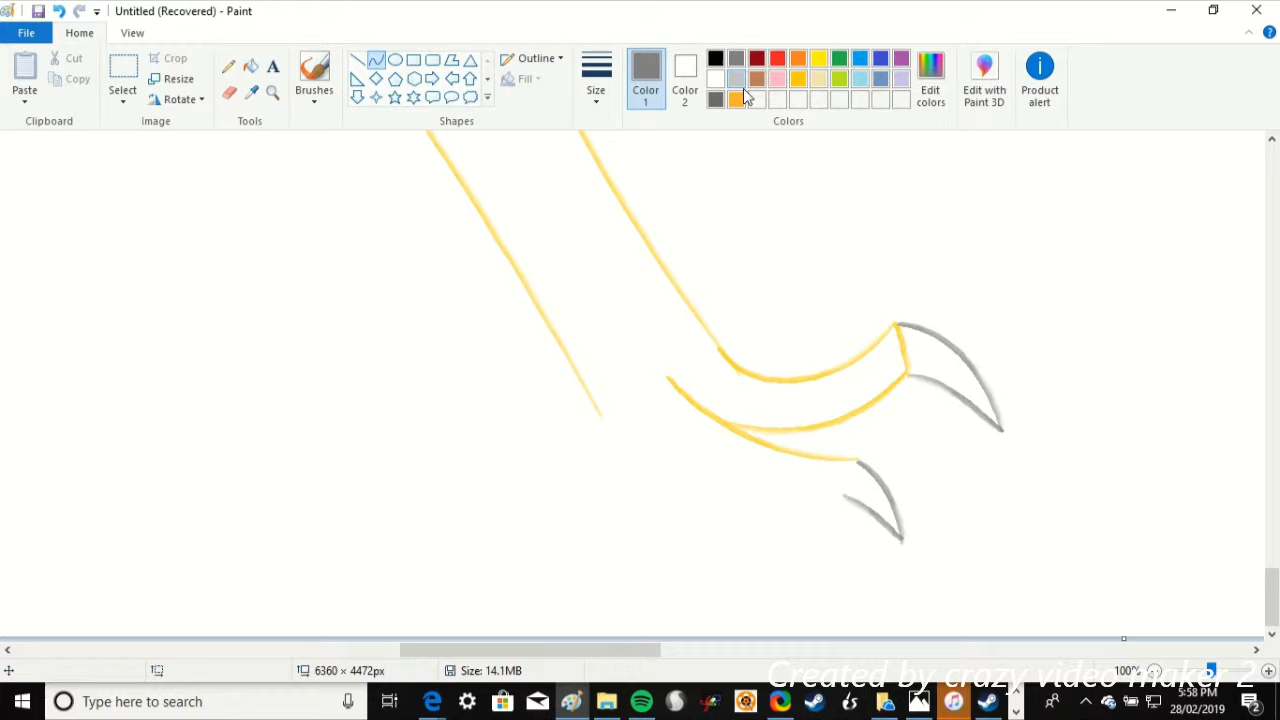 Untitled (Recovered) - Paint
File
Home
View
Paste
Cut
Copy
Clipboard
Select
Crop
Resize
Rotate
Image
A
Tools
Brushes
Outline
Fill
Shapes
Size
Color 1
Color 2
Edit colors
Colors
Edit with Paint 3D
Product alert
6360 × 4472px
Size: 14.1MB
100%
Created by crazy video maker 2
Type here to search
5:58 PM
28/02/2019
2